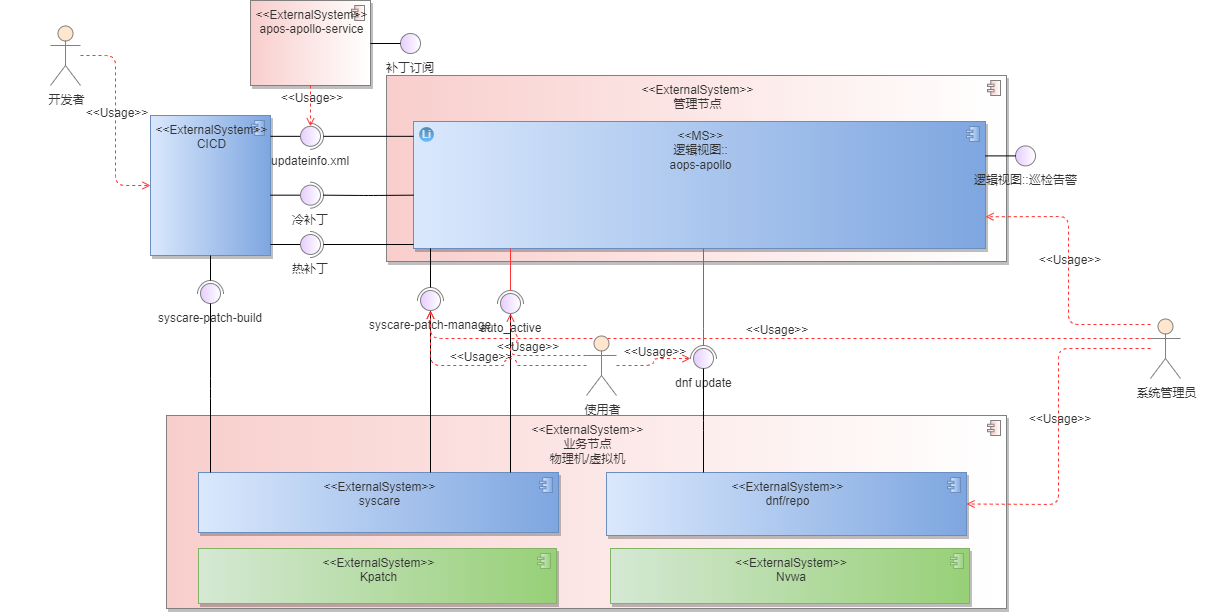 <<ExternalSystem>>
apos-apollo-service
补丁订阅
开发者
<<Usage>>
<<Usage>>
<<ExternalSystem>>
管理节点
<<ExternalSystem>>
CICD
updateinfo.xml
<<MS>>
逻辑视图::
aops-apollo
逻辑视图::巡检告警
冷补丁
热补丁
<<Usage>>
syscare-patch-build
syscare-patch-manage
auto_active
<<Usage>>
<<Usage>>
<<Usage>>
<<Usage>>
dnf update
使用者
系统管理员
<<Usage>>
<<ExternalSystem>>
业务节点
物理机/虚拟机
<<ExternalSystem>>
syscare
<<ExternalSystem>>
dnf/repo
<<ExternalSystem>>
Kpatch
<<ExternalSystem>>
Nvwa